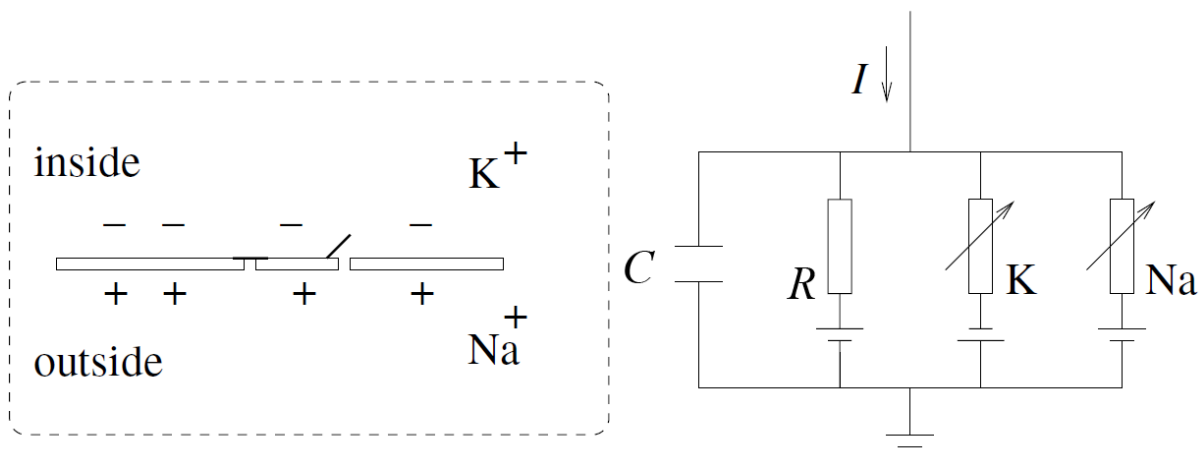 inside
K+
− − − −
+ + + +
Na+
outside
I
C
R
K
Na